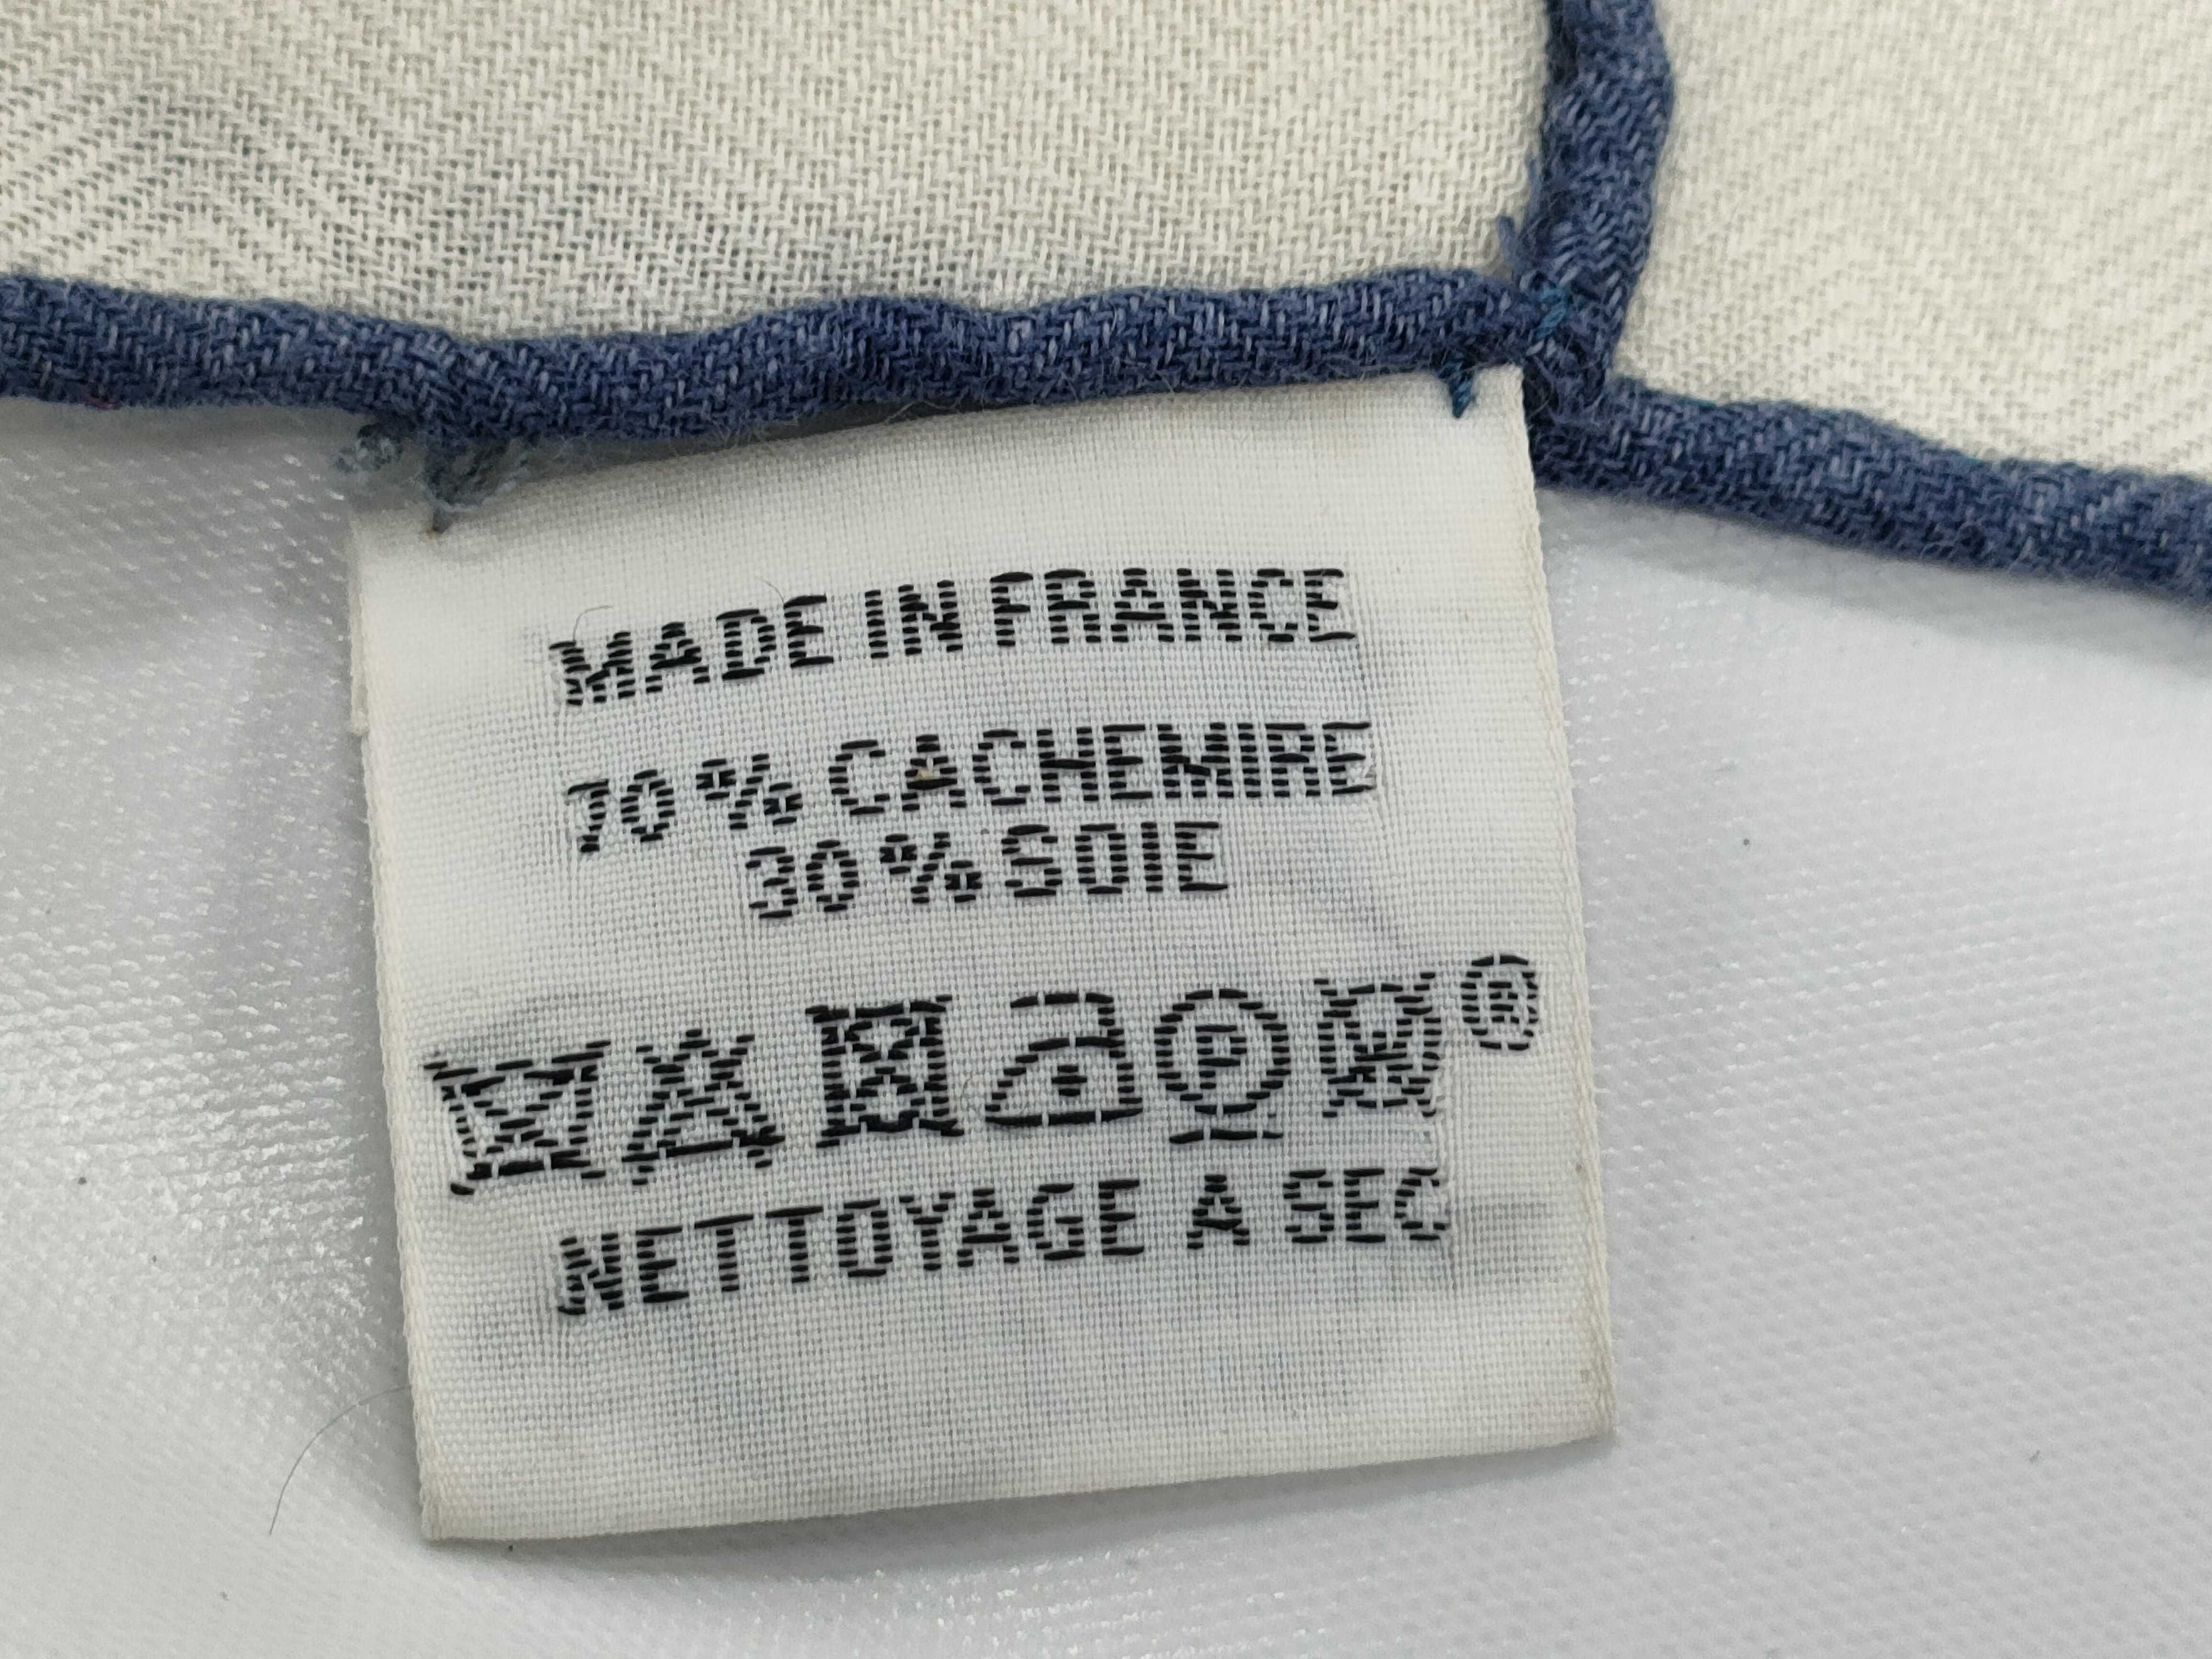 MADE IN FRANCE
70% CACHEMIRE
30% SOIE
P W ®
NETTOYAGE A SEC